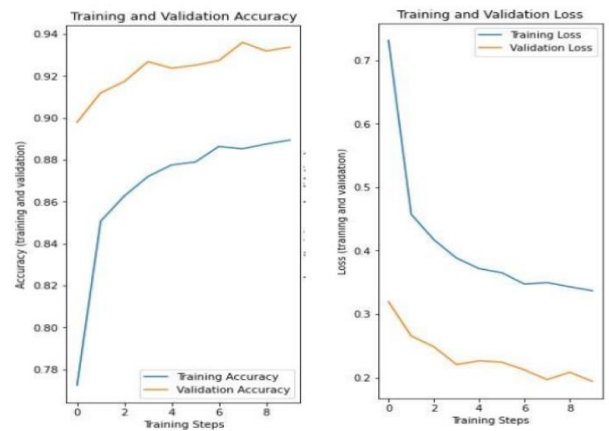 Training and Validation Accuracy
Accuracy (training and validation)
0.94
0.92
0.90
0.88
0.86
0.84
0.82
0.80
0.78
Training Accuracy
Validation Accuracy
0 2 4 6 8
Training Steps
Training and Validation Loss
Loss (training and validation)
Training Loss
Validation Loss
0.7
0.6
0.5
0.4
0.3
0.2
0 2 4 6 8
Training Steps